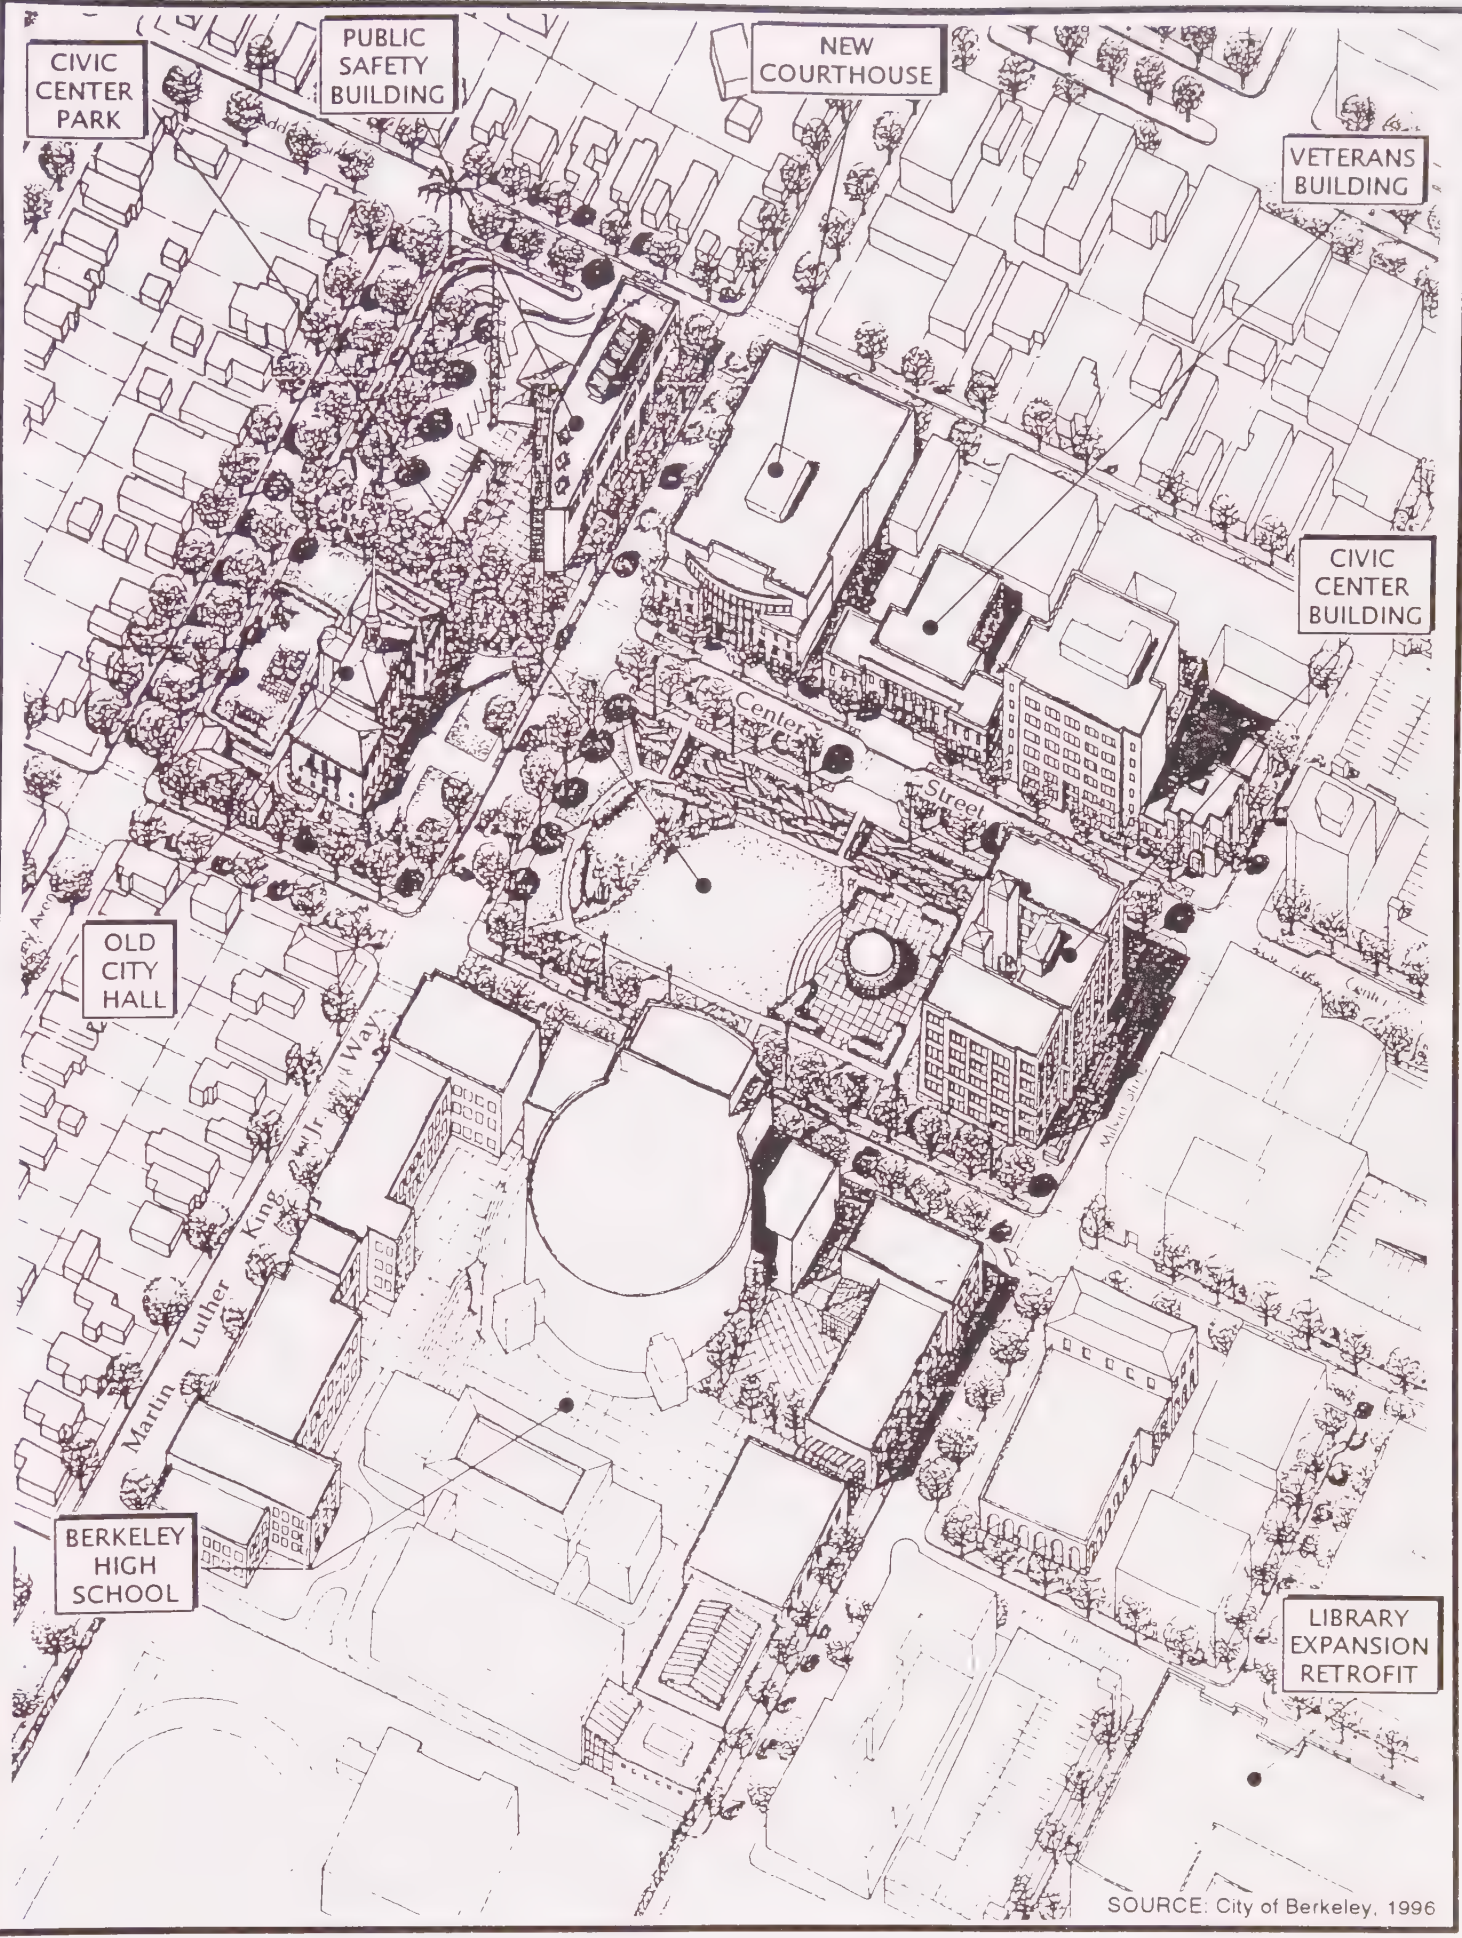 CIVIC
CENTER
PARK
PUBLIC
SAFETY
BUILDING
NEW
COURTHOUSE
VETERANS
BUILDING
CIVIC
CENTER
BUILDING
Center
Street
OLD
CITY
HALL
Martin Luther King Jr Way
BERKELEY
HIGH
SCHOOL
LIBRARY
EXPANSION
RETROFIT
SOURCE: City of Berkeley, 1996